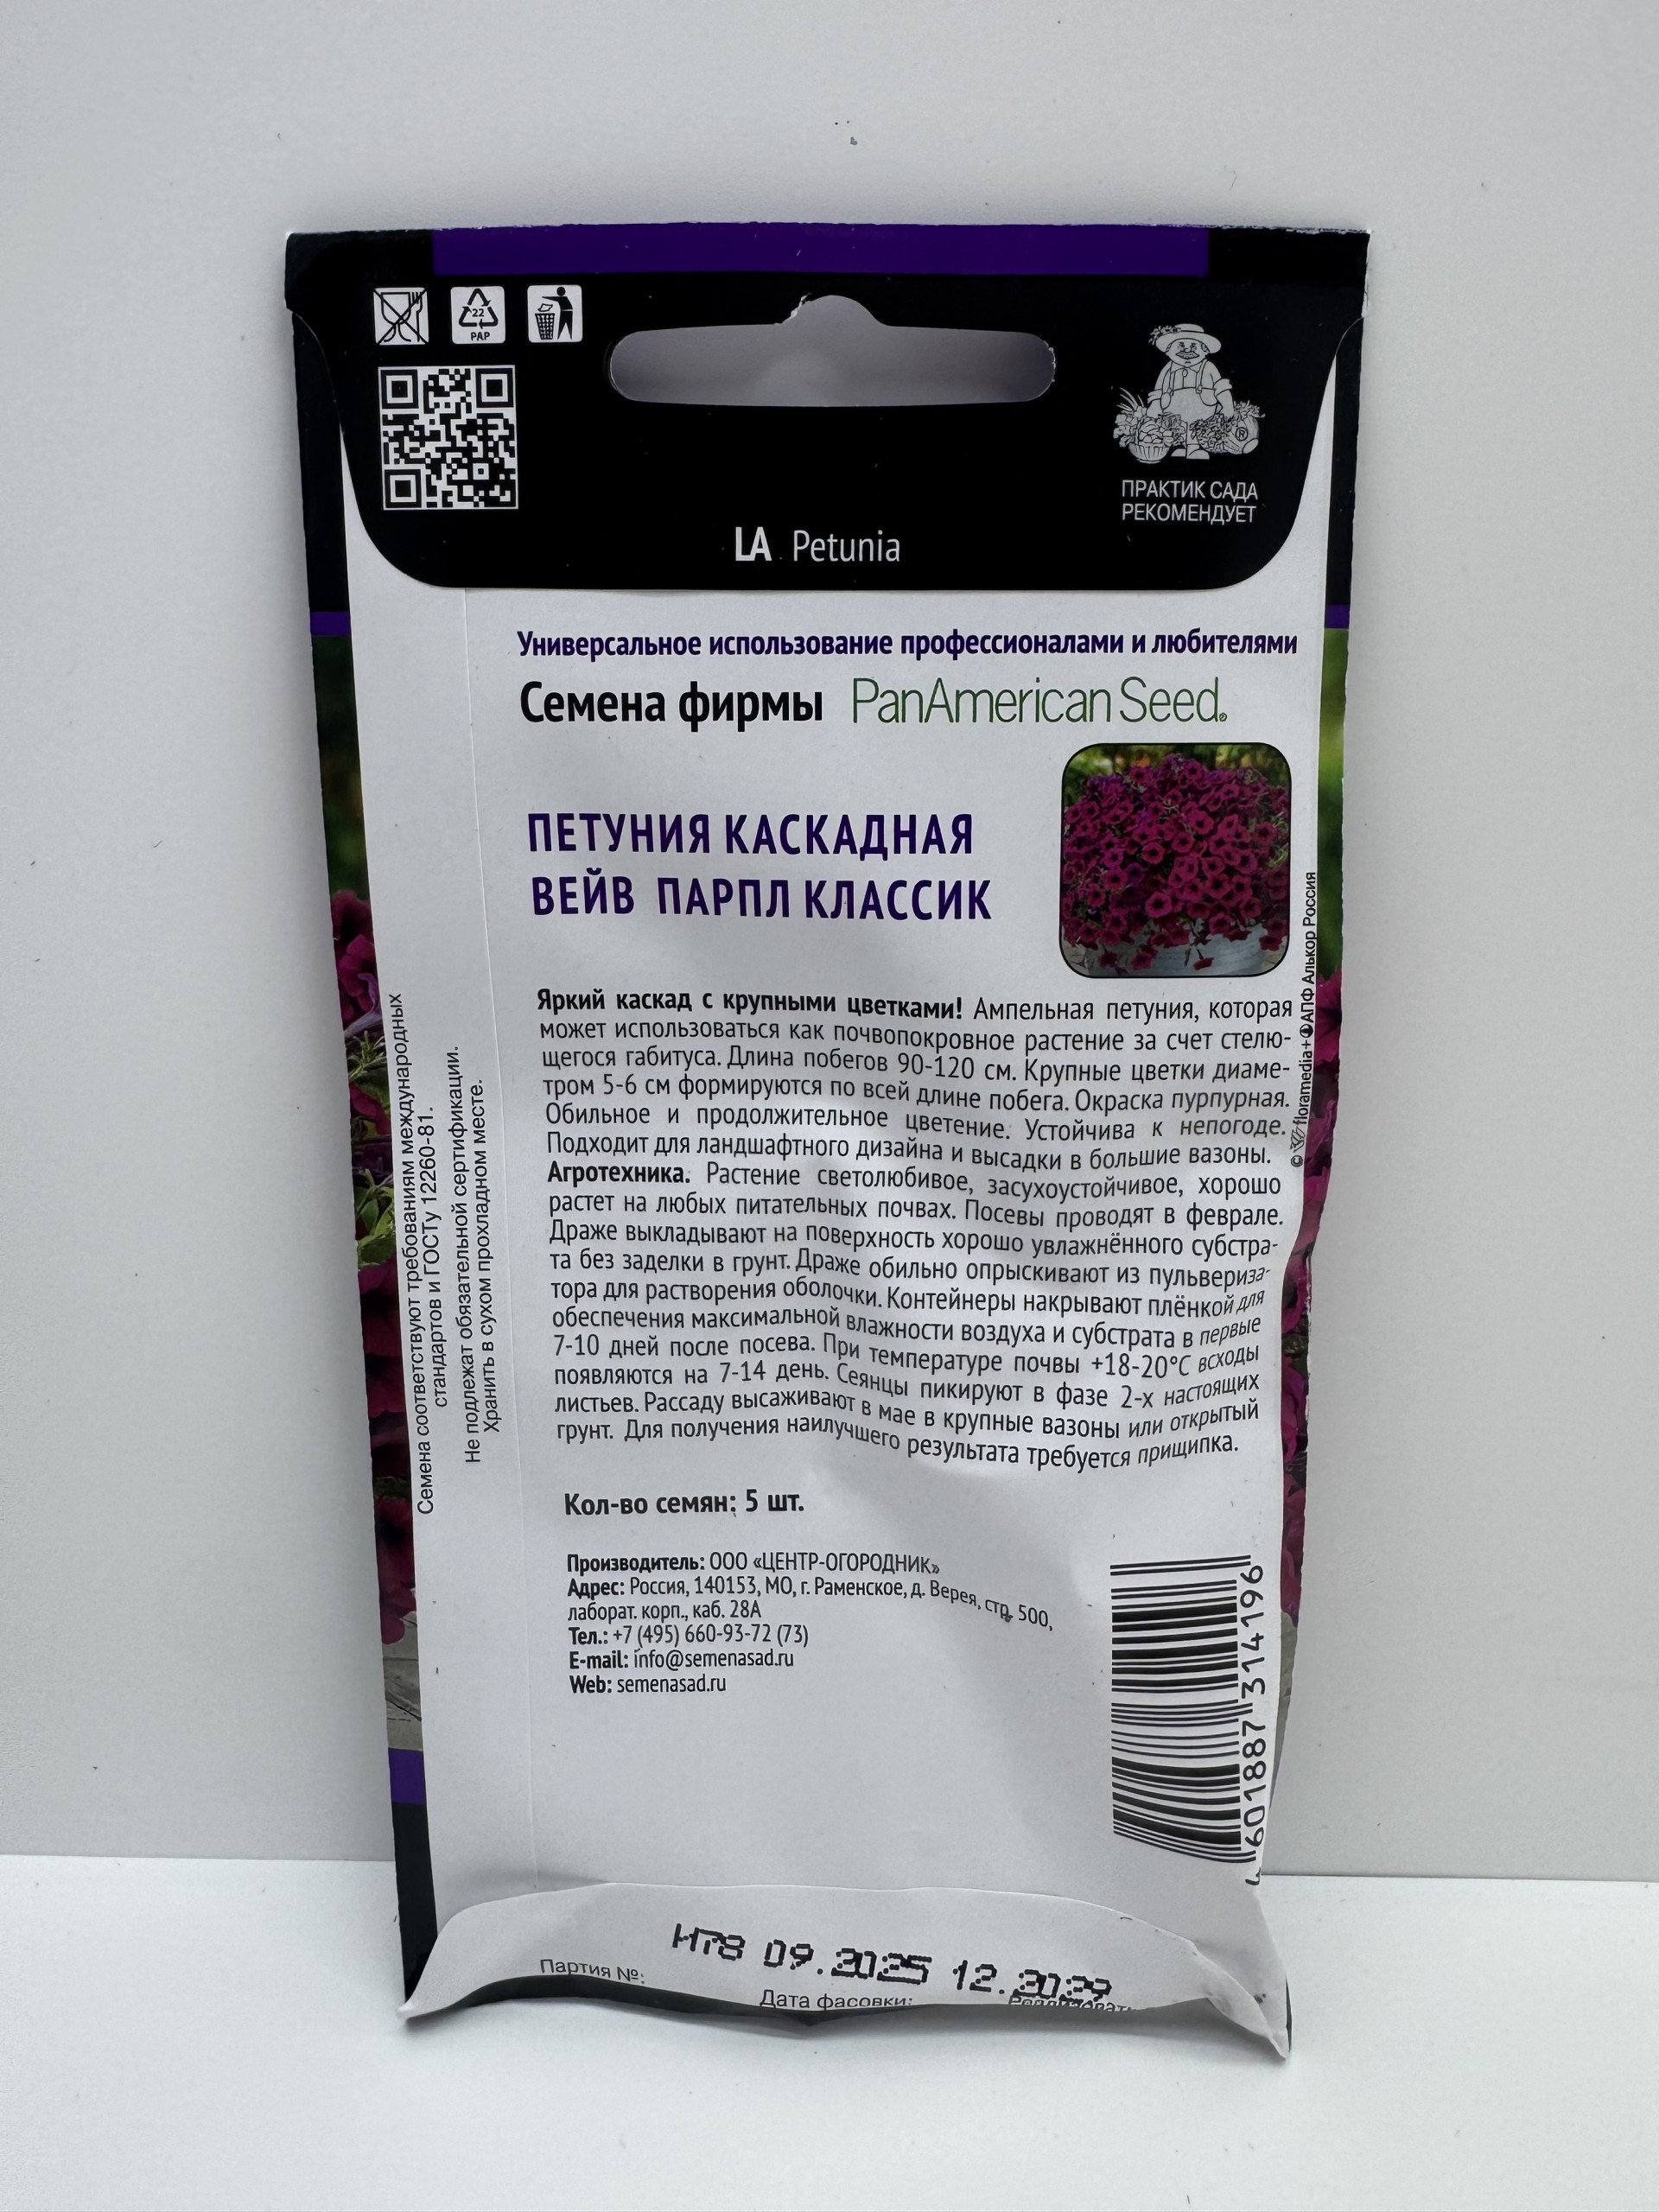 22
PAP
ПРАКТИК САДА
РЕКОМЕНДУЕТ
LA Petunia
Универсальное использование профессионалами и любителями
Семена фирмы PanAmerican Seed®
ПЕТУНИЯ КАСКАДНАЯ
ВЕЙВ ПАРПЛ КЛАССИК
Яркий каскад с крупными цветками! Ампельная петуния, которая
может использоваться как почвопокровное растение за счет стелю-
щегося габитуса. Длина побегов 90-120 см. Крупные цветки диаме-
тром 5-6 см формируются по всей длине побега. Окраска пурпурная.
Обильное и продолжительное цветение. Устойчива к непогоде.
Подходит для ландшафтного дизайна и высадки в большие вазоны.
Агротехника. Растение светолюбивое, засухоустойчивое, хорошо
растет на любых питательных почвах. Посевы проводят в феврале.
Драже выкладывают на поверхность хорошо увлажнённого субстра-
та без заделки в грунт. Драже обильно опрыскивают из пульвериза-
тора для растворения оболочки. Контейнеры накрывают плёнкой для
обеспечения максимальной влажности воздуха и субстрата в первые
7-10 дней после посева. При температуре почвы +18-20°С всходы
появляются на 7-14 день. Сеянцы пикируют в фазе 2-х настоящих
листьев. Рассаду высаживают в мае в крупные вазоны или открытый
грунт. Для получения наилучшего результата требуется прищипка.
© floramedia+ АПФ Алькор Россия
Семена соответствуют требованиям международных
стандартов и ГОСТу 12260-81.
Не подлежат обязательной сертификации.
Хранить в сухом прохладном месте.
Кол-во семян: 5 шт.
Производитель: ООО «ЦЕНТР-ОГОРОДНИК»
Адрес: Россия, 140153, МО, г. Раменское, д. Верея, стр. 500,
лаборат. корп., каб. 28А
Тел.: +7 (495) 660-93-72 (73)
E-mail: info@semenasad.ru
Web: semenasad.ru
601887 314196
09.2025 12.2029
Партия №:
Дата фасовки: